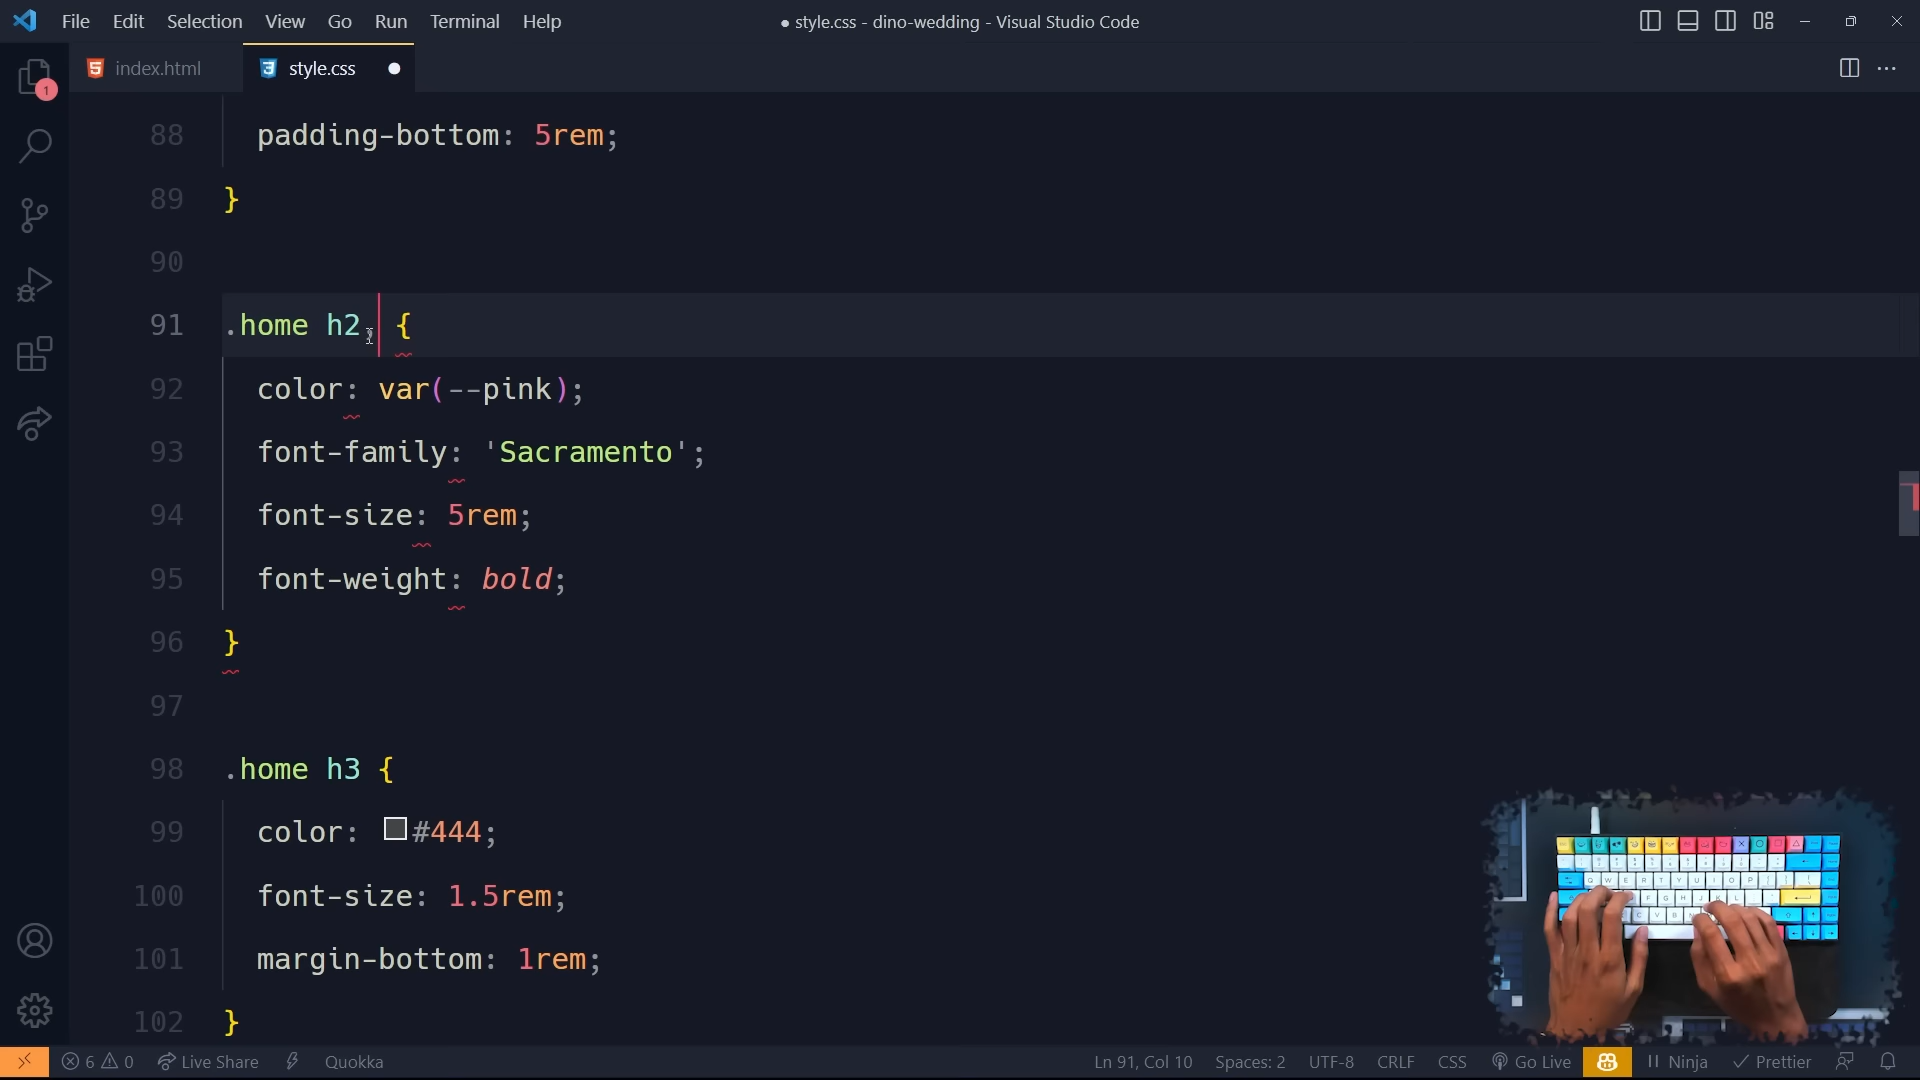 File Edit Selection View Go Run Terminal Help
● style.css - dino-wedding - Visual Studio Code
index.html
style.css
88 padding-bottom: 5rem;
89 }
90
91 .home h2, {
92 color: var(--pink);
93 font-family: 'Sacramento';
94 font-size: 5rem;
95 font-weight: bold;
96 }
97
98 .home h3 {
99 color: #444;
100 font-size: 1.5rem;
101 margin-bottom: 1rem;
102 }
1
6 0 Live Share Quokka Ln 91, Col 10 Spaces: 2 UTF-8 CRLF CSS Go Live Ninja Prettier